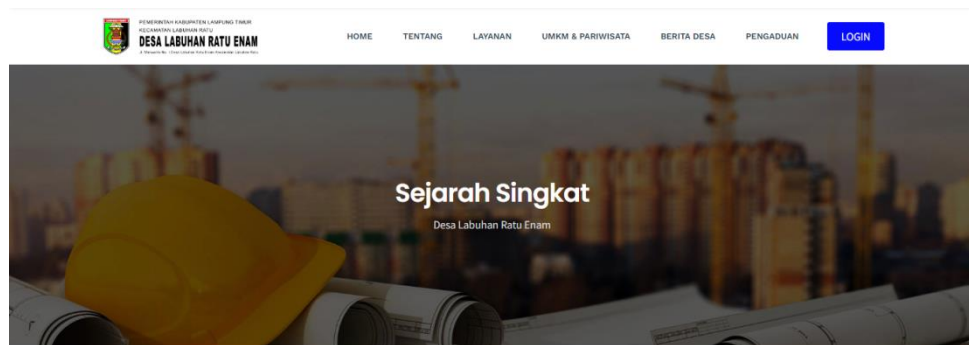 PEMERINTAH KABUPATEN LAMPUNG TIMUR
KECAMATAN LABUHAN RATU
DESA LABUHAN RATU ENAM
HOME TENTANG LAYANAN UMKM & PARIWISATA BERITA DESA PENGADUAN LOGIN
Sejarah Singkat
Desa Labuhan Ratu Enam